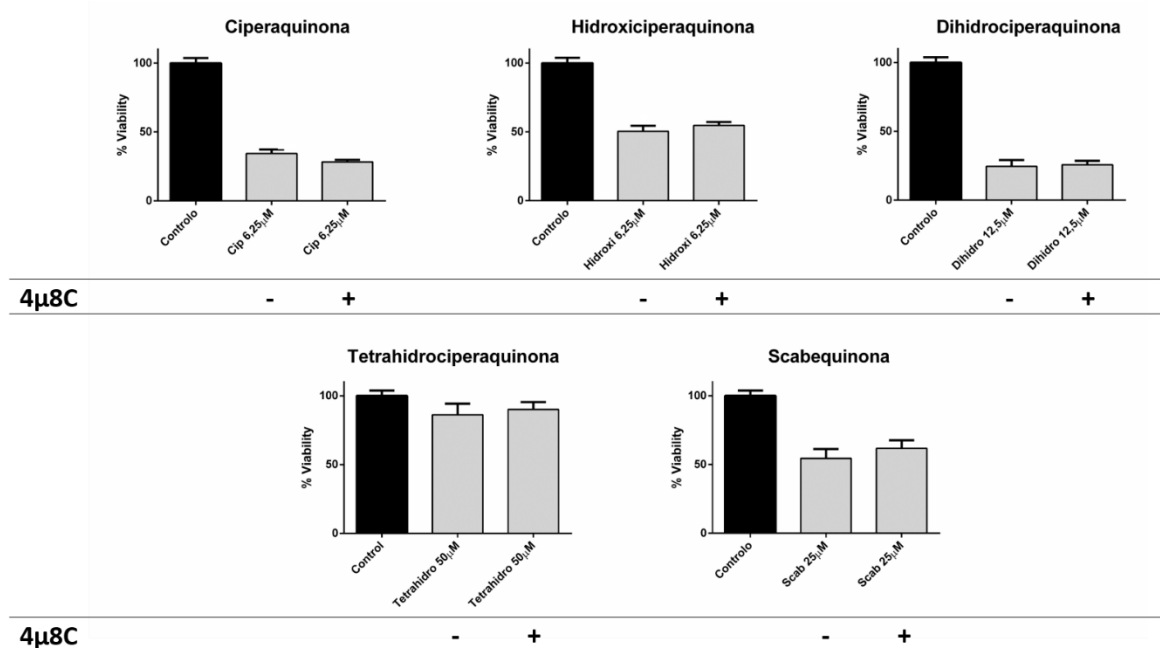 Ciperaquinona
% Viability
100
50
0
Controlo
Cip 6,25µM
Cip 6,25µM
Hidroxiciperaquinona
% Viability
100
50
0
Controlo
Hidroxi 6,25µM
Hidroxi 6,25µM
Dihidrociperaquinona
% Viability
100
50
0
Controlo
Dihidro 12,5µM
Dihidro 12,5µM
4µ8C - + - + - +
Tetrahidrociperaquinona
% Viability
100
50
0
Control
Tetrahidro 50µM
Tetrahidro 50µM
Scabequinona
% Viability
100
50
0
Controlo
Scab 25µM
Scab 25µM
4µ8C - + - +